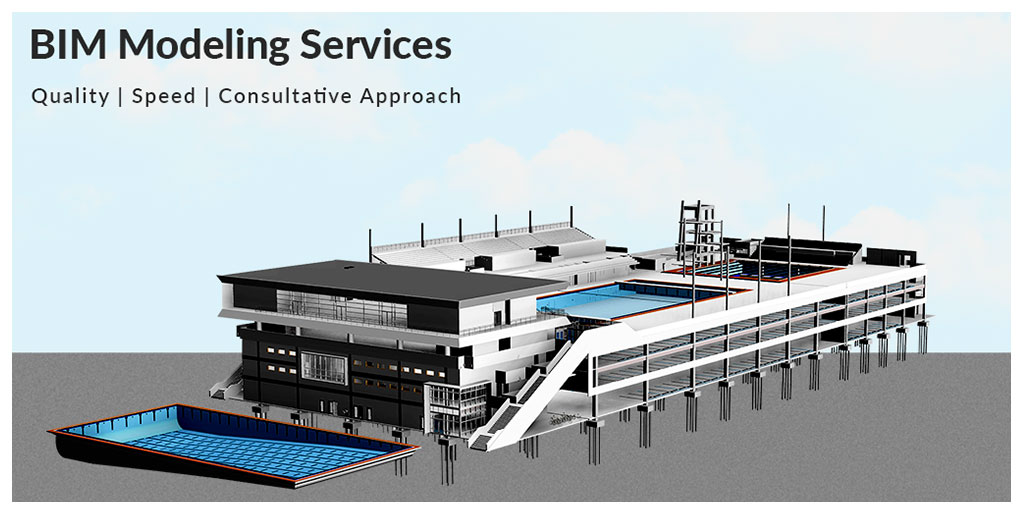 BIM Modeling Services
Quality | Speed | Consultative Approach